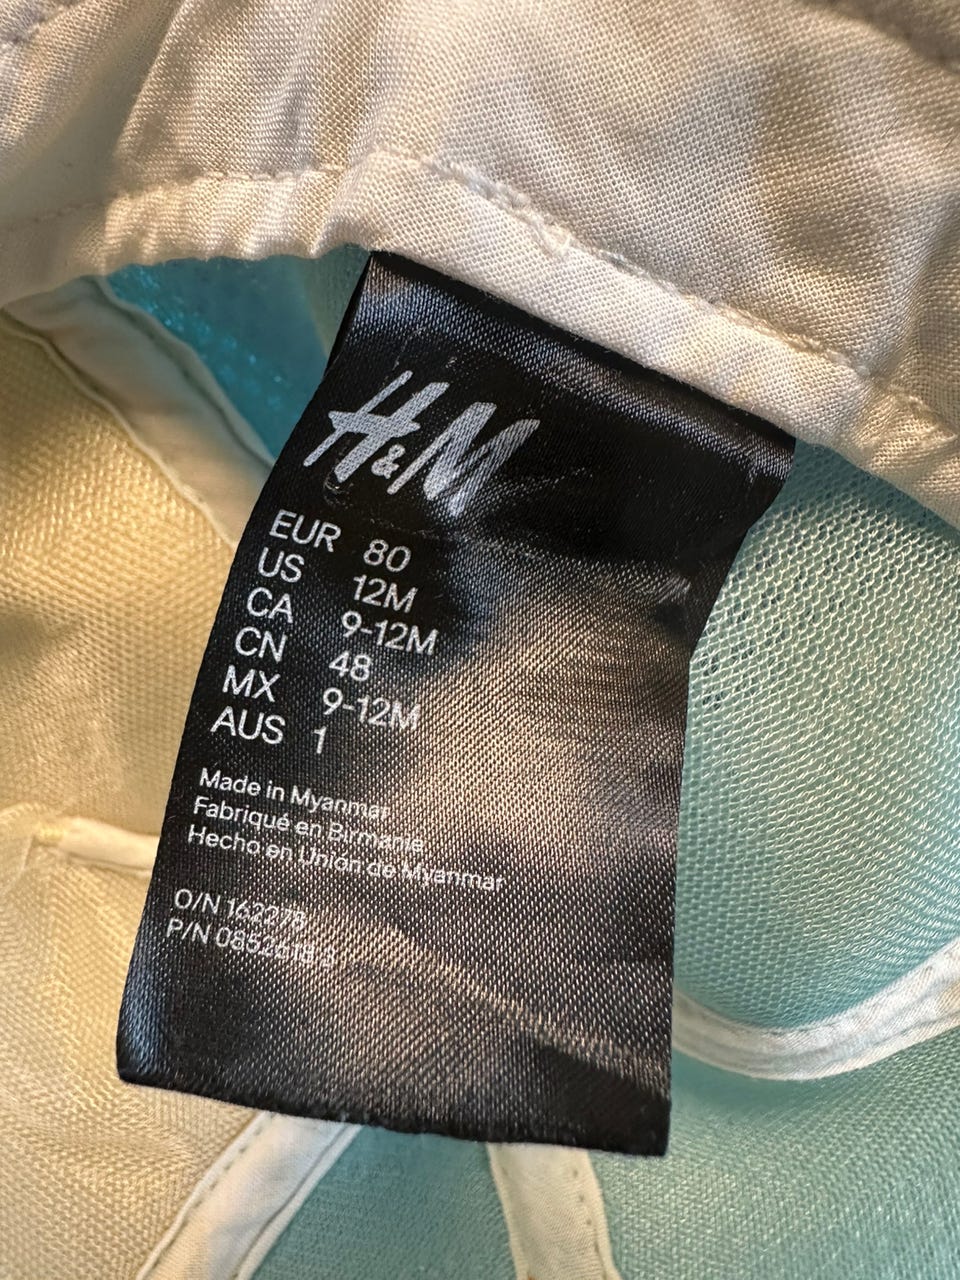 H&M
EUR 80
US 12M
CA 9-12M
CN 48
MX 9-12M
AUS 1
Made in Myanmar
Fabriqué en Birmanie
Hecho en Unión de Myanmar
O/N 162278
P/N